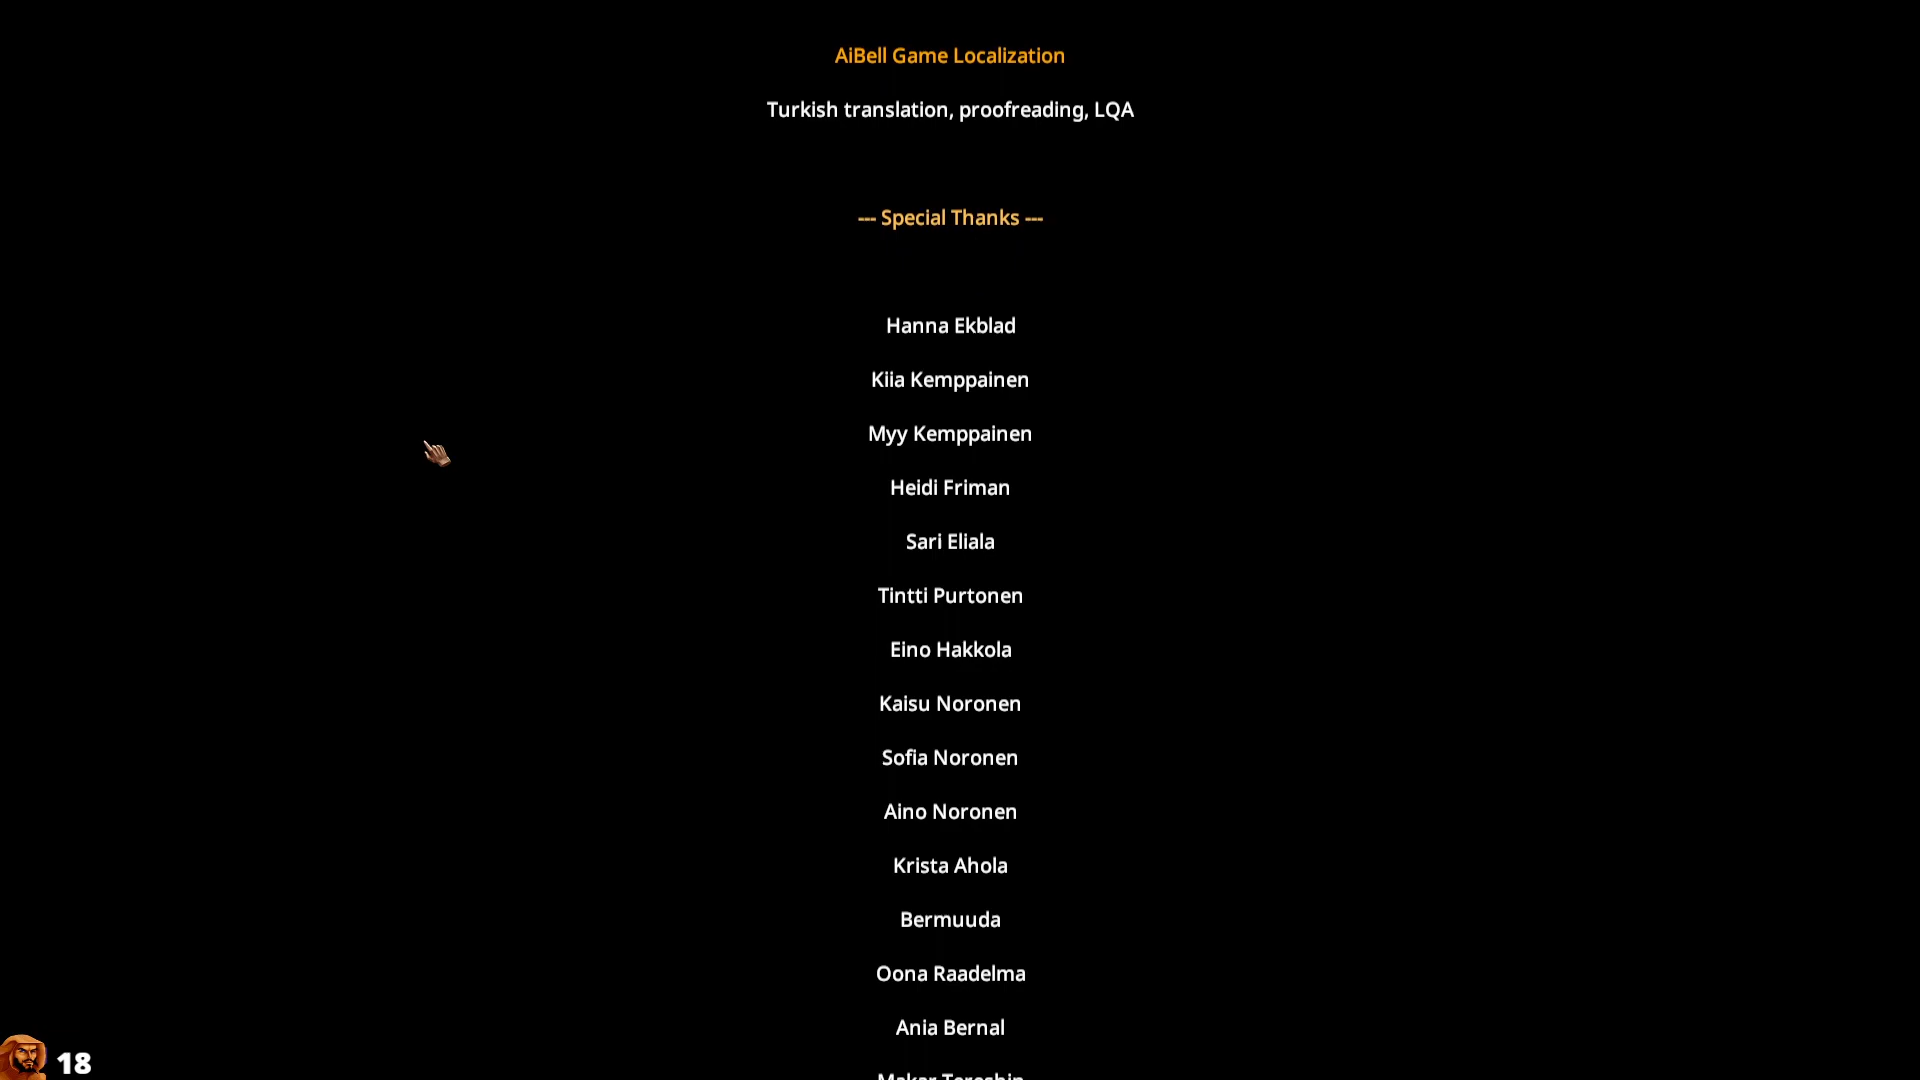 AiBell Game Localization
Turkish translation, proofreading, LQA
--- Special Thanks ---
Hanna Ekblad
Kiia Kemppainen
Myy Kemppainen
Heidi Friman
Sari Eliala
Tintti Purtonen
Eino Hakkola
Kaisu Noronen
Sofia Noronen
Aino Noronen
Krista Ahola
Bermuuda
Oona Raadelma
Ania Bernal
18